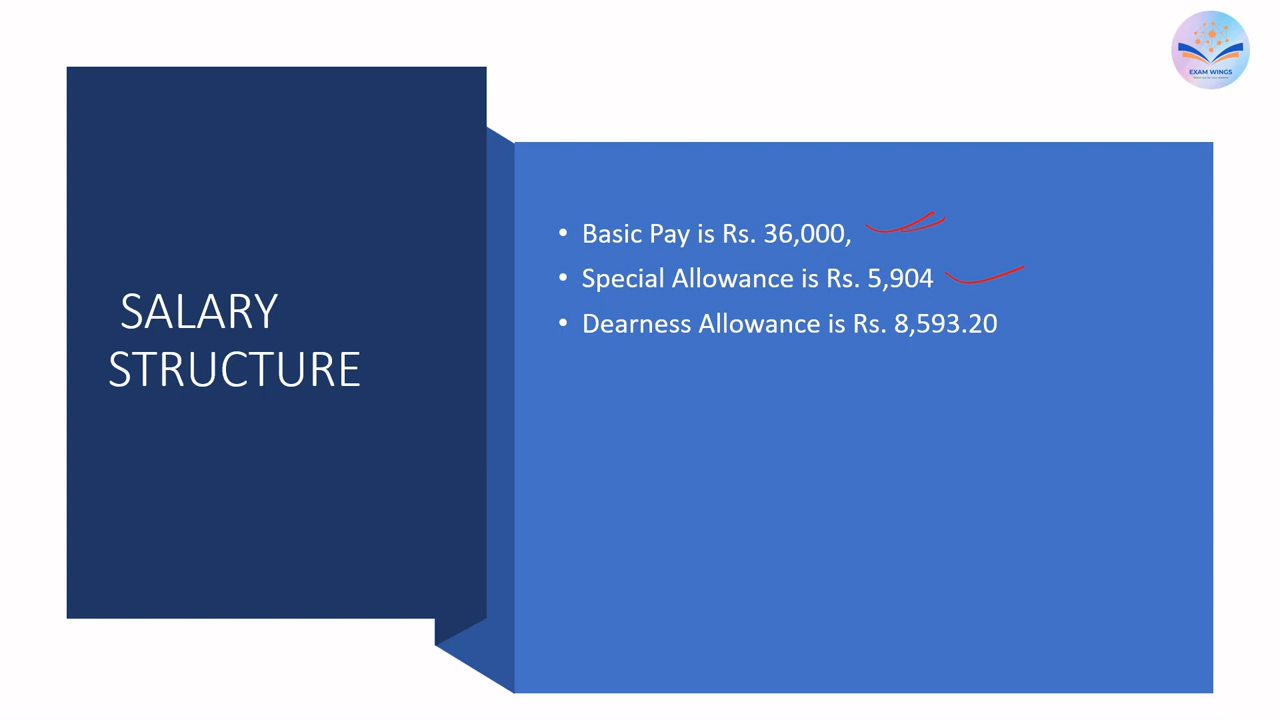 EXAM WINGS
SALARY
STRUCTURE
• Basic Pay is Rs. 36,000,
• Special Allowance is Rs. 5,904
• Dearness Allowance is Rs. 8,593.20